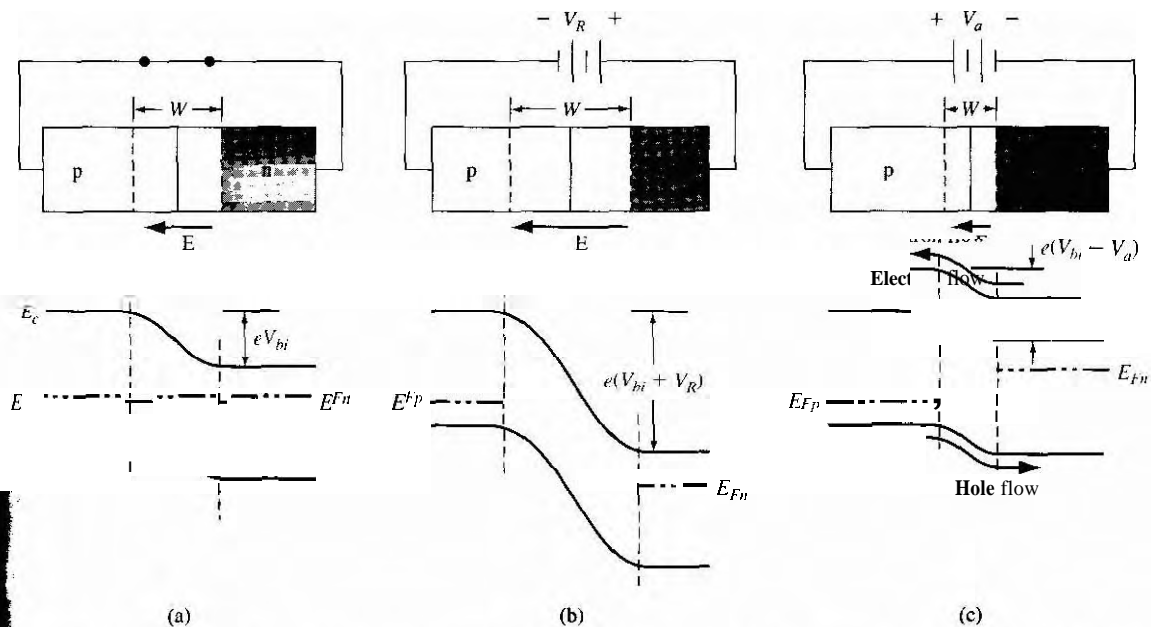 − V_R +
+ V_a −
W
W
W
p
n
p
p
E
E
e(V_bi − V_a)
Elect flow
E_c
eV_bi
e(V_bi + V_R)
E_Fn
E
E^Fn
E^Fp
E_Fp
E_Fn
Hole flow
(a)
(b)
(c)